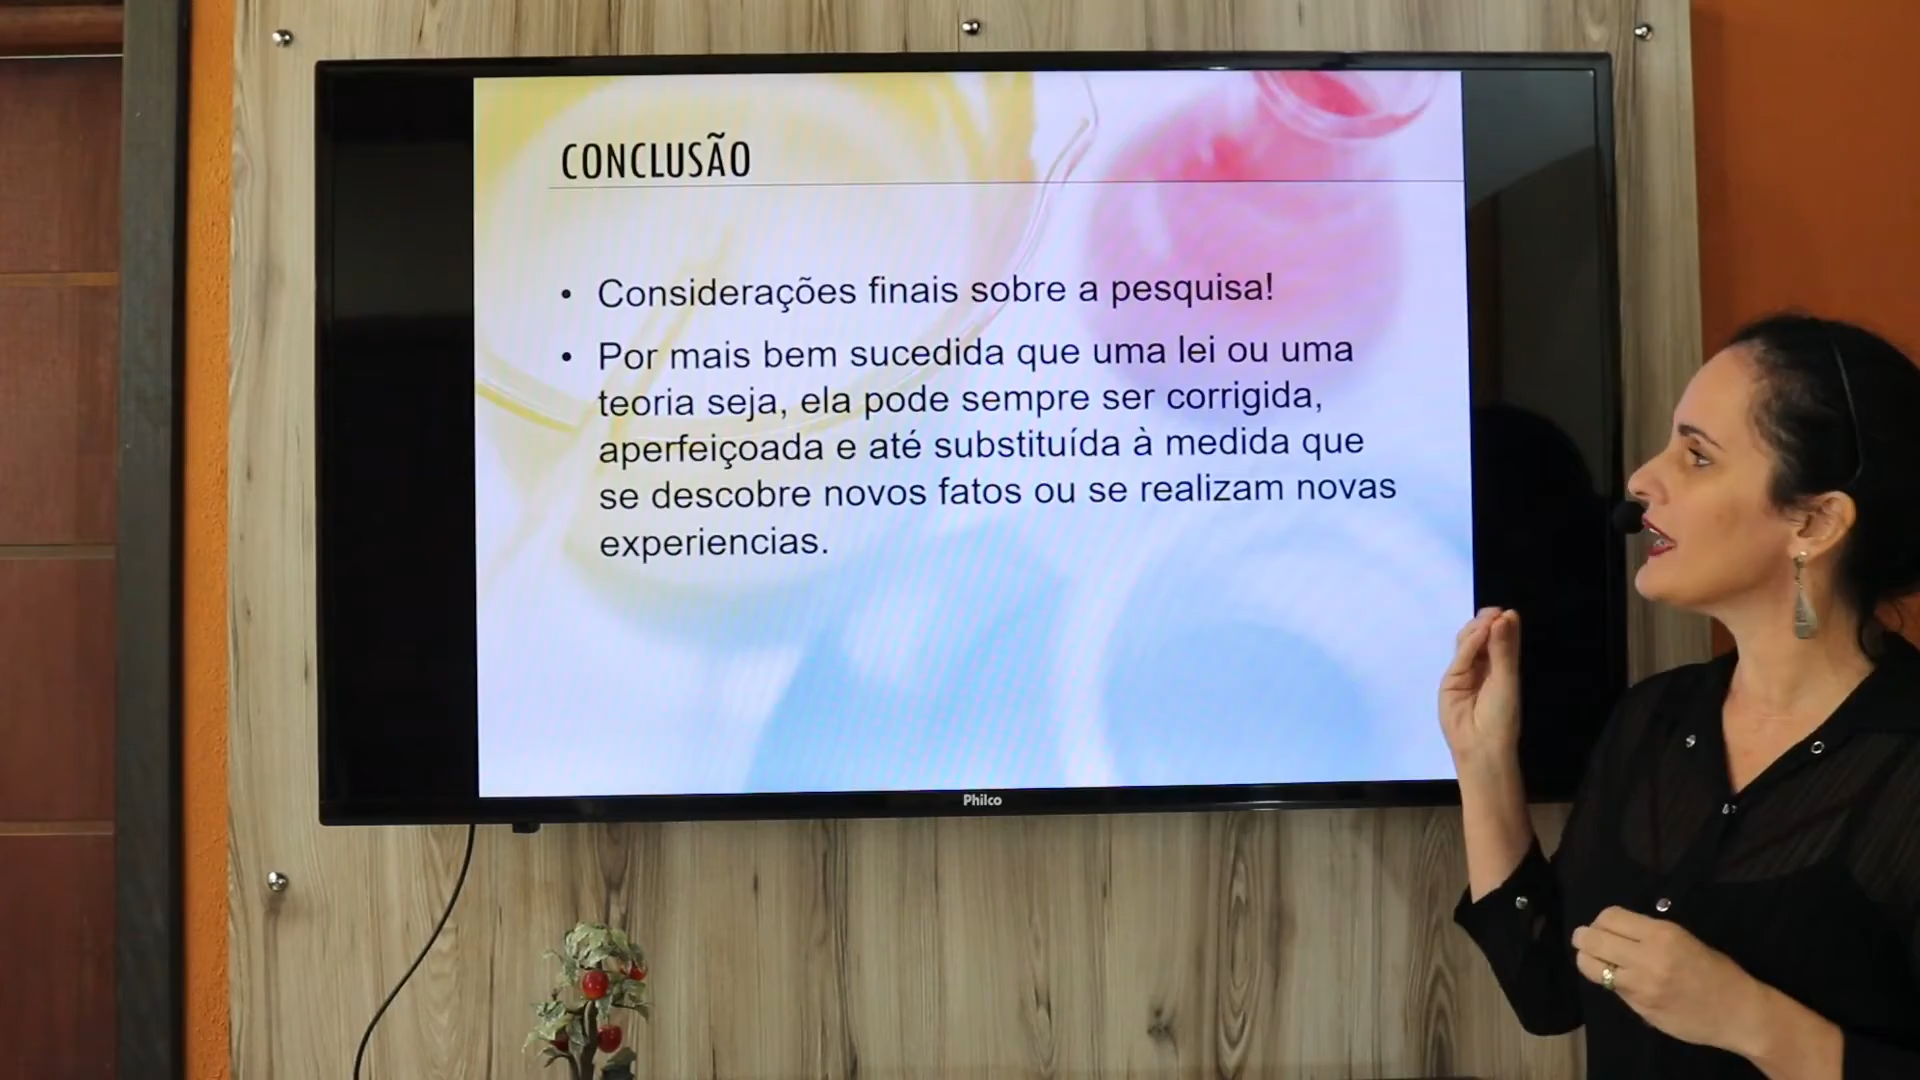 CONCLUSÃO
• Considerações finais sobre a pesquisa!
• Por mais bem sucedida que uma lei ou uma
teoria seja, ela pode sempre ser corrigida,
aperfeiçoada e até substituída à medida que
se descobre novos fatos ou se realizam novas
experiencias.
Philco